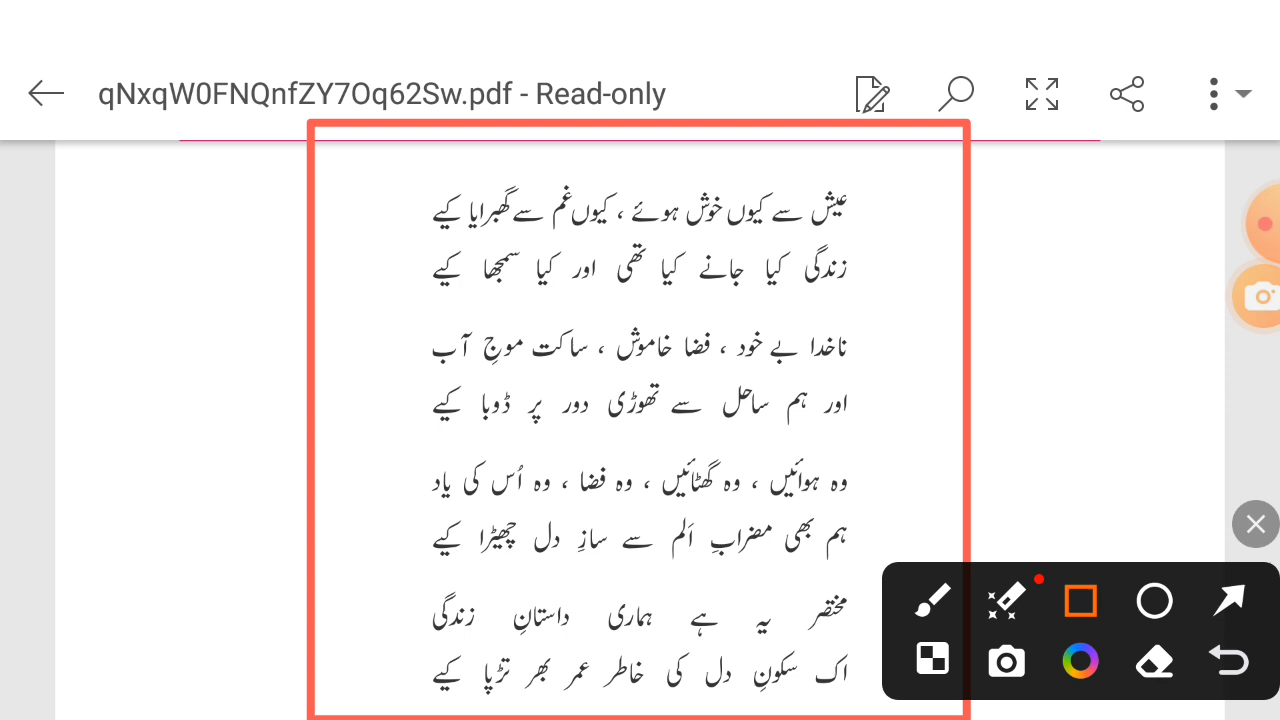 qNxqW0FNQnfZY7Oq62Sw.pdf - Read-only
عیش سے کیوں خوش ہوئے ، کیوں غم سے گھبرایا کیے
زندگی کیا جانے کیا تھی اور کیا سمجھا کیے
ناخدا بے خود ، فضا خاموش ، ساکت موجِ آب
اور ہم ساحل سے تھوڑی دور پر ڈوبا کیے
وہ ہوائیں ، وہ گھٹائیں ، وہ فضا ، وہ اُس کی یاد
ہم بھی مضرابِ اَلم سے سازِ دل چھیڑا کیے
مختصر یہ ہے ہماری داستانِ زندگی
اک سکونِ دل کی خاطر عمر بھر تڑپا کیے